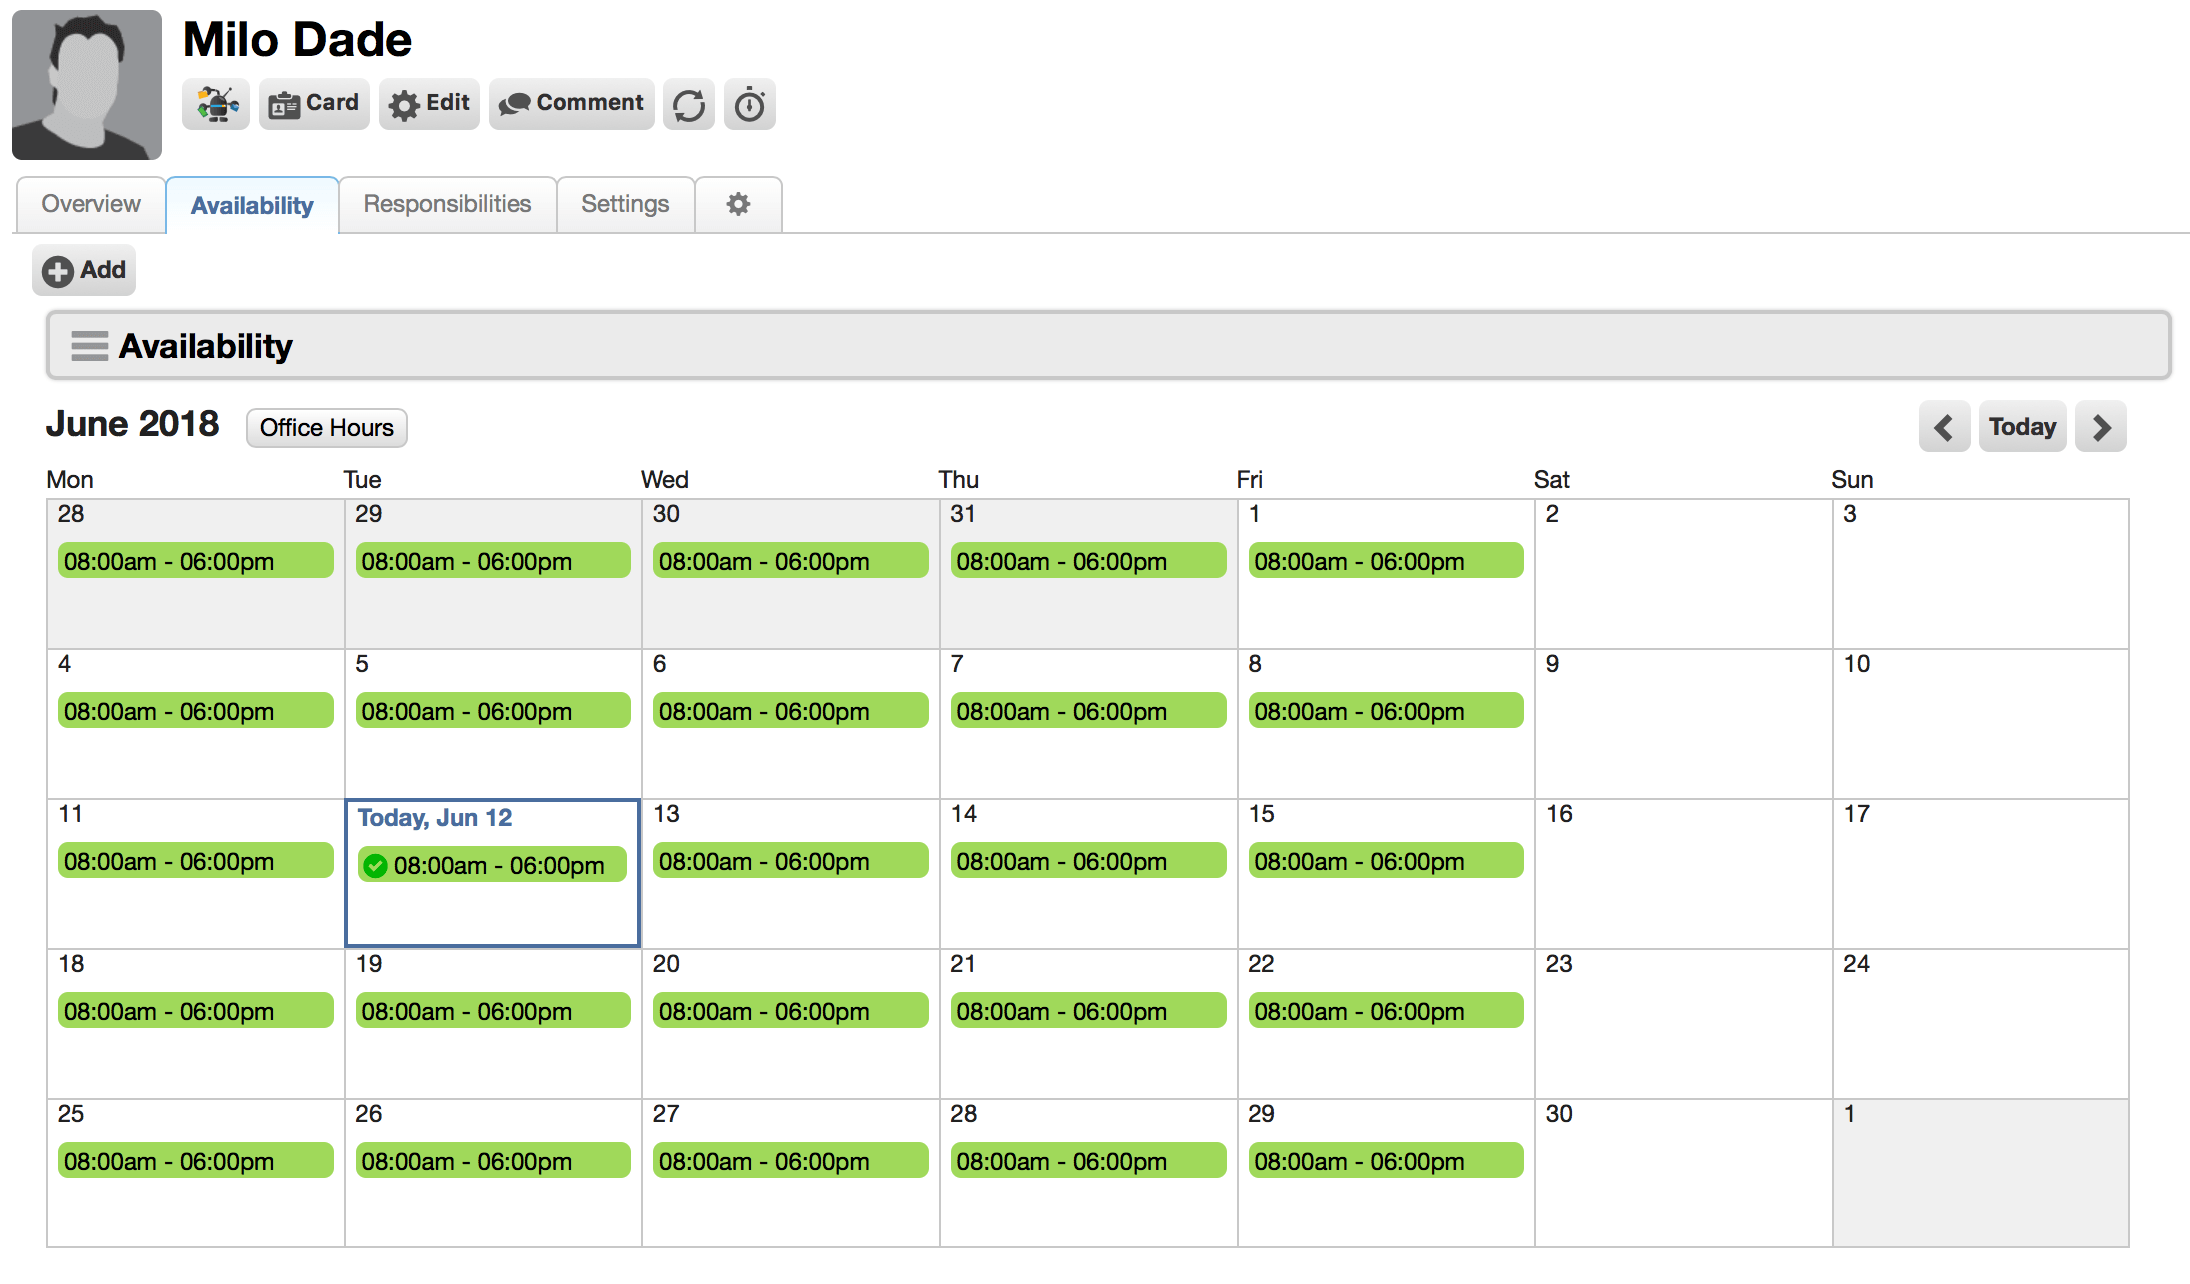 Milo Dade
Card Edit Comment
Overview Availability Responsibilities Settings
Add
Availability
June 2018 Office Hours Today
Mon Tue Wed Thu Fri Sat Sun
28 29 30 31 1 2 3
08:00am - 06:00pm 08:00am - 06:00pm 08:00am - 06:00pm 08:00am - 06:00pm 08:00am - 06:00pm
4 5 6 7 8 9 10
08:00am - 06:00pm 08:00am - 06:00pm 08:00am - 06:00pm 08:00am - 06:00pm 08:00am - 06:00pm
11 Today, Jun 12 13 14 15 16 17
08:00am - 06:00pm 08:00am - 06:00pm 08:00am - 06:00pm 08:00am - 06:00pm 08:00am - 06:00pm
18 19 20 21 22 23 24
08:00am - 06:00pm 08:00am - 06:00pm 08:00am - 06:00pm 08:00am - 06:00pm 08:00am - 06:00pm
25 26 27 28 29 30 1
08:00am - 06:00pm 08:00am - 06:00pm 08:00am - 06:00pm 08:00am - 06:00pm 08:00am - 06:00pm